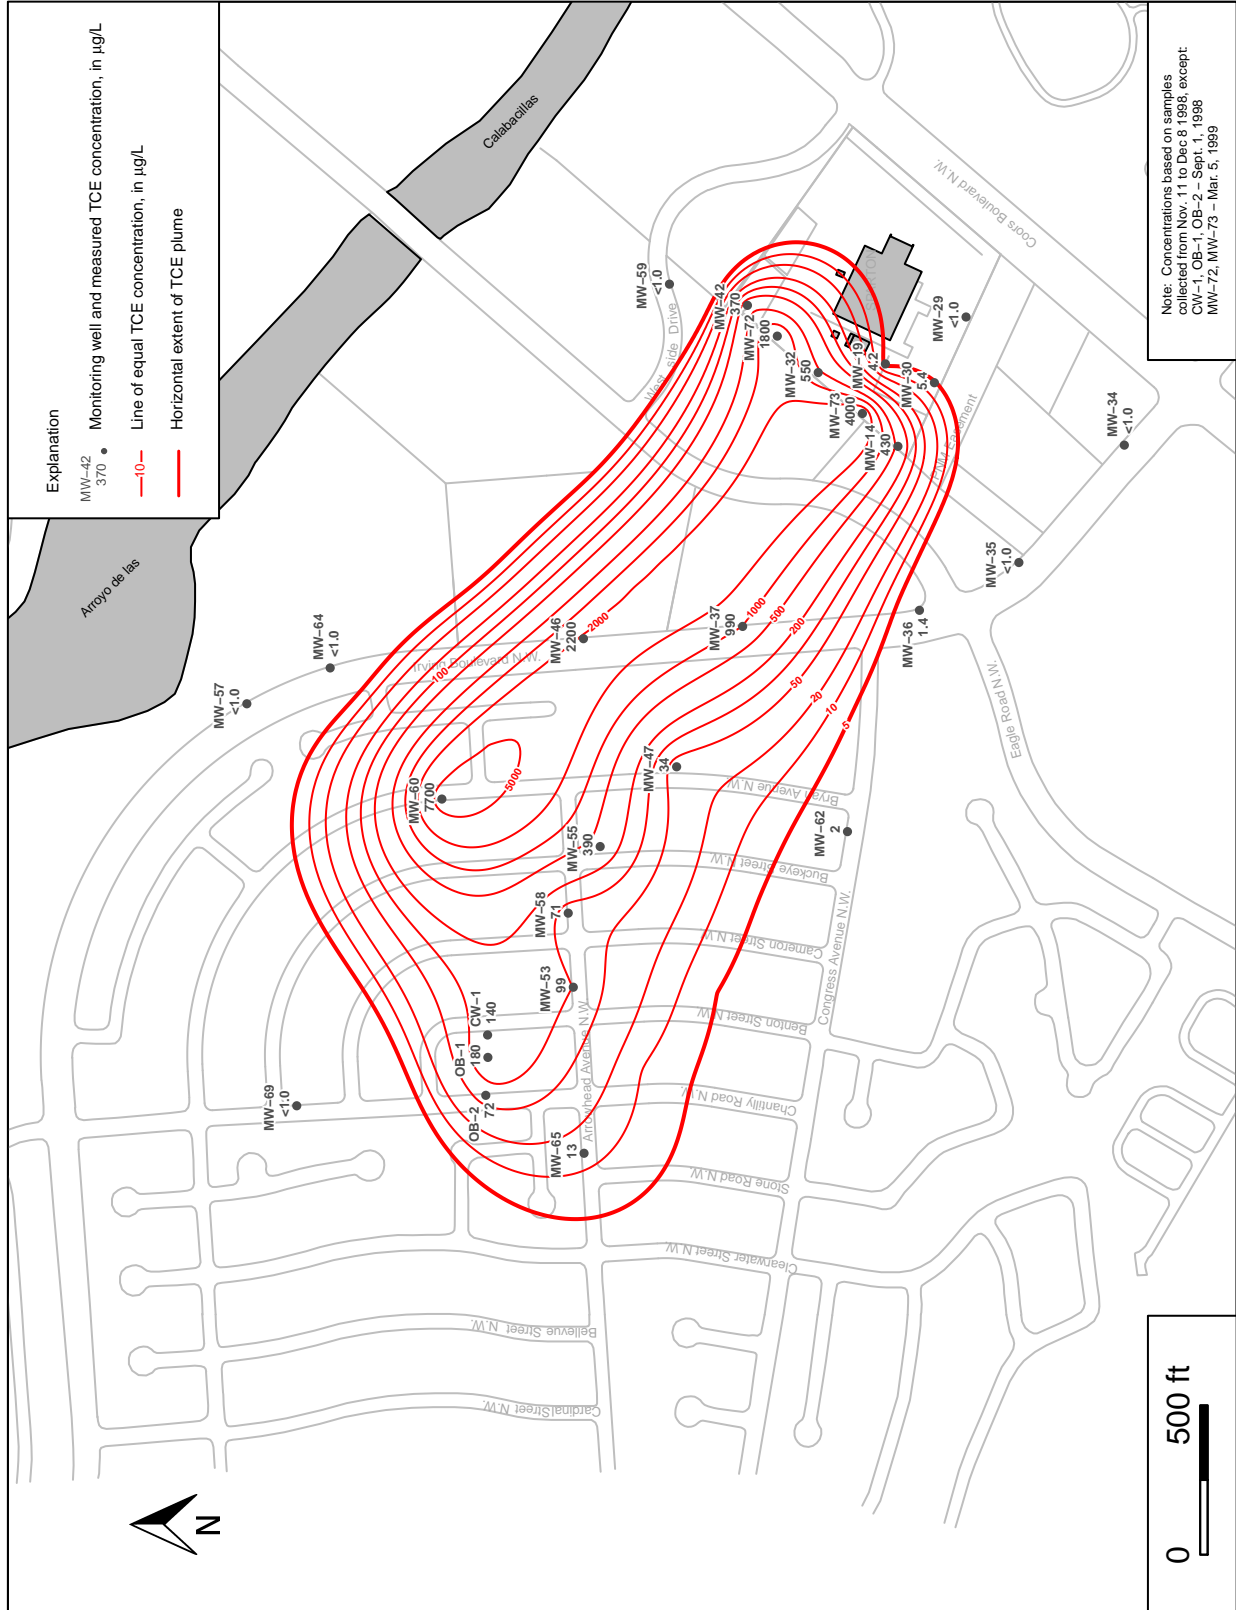 Explanation
MW–42
370
Monitoring well and measured TCE concentration, in µg/L
10
Line of equal TCE concentration, in µg/L
Horizontal extent of TCE plume
Calabacillas
Arroyo de las
Note: Concentrations based on samples
collected from Nov. 11 to Dec 8 1998, except:
CW–1, OB–1, OB–2 – Sept. 1, 1998
MW–72, MW–73 – Mar. 5, 1999
Coors Boulevard N.W.
MW–59
<1.0
West side Drive
MW–42
370
MW–72
1800
MW–32
550
MW–19
4.2
MW–29
<1.0
MW–30
5.4
MW–73
4000
MW–14
430
PNM Easement
MW–34
<1.0
MW–35
<1.0
MW–36
1.4
MW–37
990
MW–46
2200
MW–64
<1.0
MW–57
<1.0
Irving Boulevard N.W.
2000
1000
500
200
100
50
20
10
5
5000
MW–60
7700
MW–47
34
MW–55
390
MW–58
71
MW–53
99
MW–62
2
CW–1
140
OB–1
180
OB–2
72
MW–65
13
MW–69
<1.0
Eagle Road N.W.
Bryan Avenue N.W.
Buckeye Street N.W.
Cameron Street N.W.
Congress Avenue N.W.
Benton Street N.W.
Arrowhead Avenue N.W.
Chantilly Road N.W.
Stone Road N.W.
Clearwater Street N.W.
Bellevue Street N.W.
Cardinal Street N.W.
N
0 500 ft